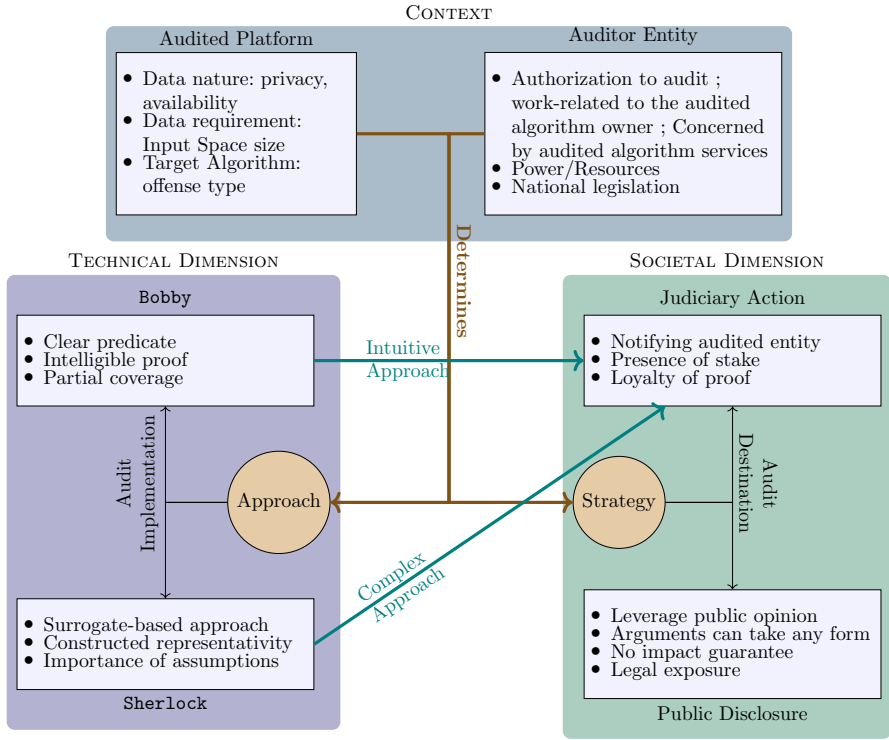 CONTEXT
Audited Platform
• Data nature: privacy,
availability
• Data requirement:
Input Space size
• Target Algorithm:
offense type
Auditor Entity
• Authorization to audit ;
work-related to the audited
algorithm owner ; Concerned
by audited algorithm services
• Power/Resources
• National legislation
Determines
TECHNICAL DIMENSION
Bobby
• Clear predicate
• Intelligible proof
• Partial coverage
Audit
Implementation
Approach
• Surrogate-based approach
• Constructed representativity
• Importance of assumptions
Sherlock
Intuitive
Approach
Complex
Approach
SOCIETAL DIMENSION
Judiciary Action
• Notifying audited entity
• Presence of stake
• Loyalty of proof
Strategy
Audit
Destination
• Leverage public opinion
• Arguments can take any form
• No impact guarantee
• Legal exposure
Public Disclosure